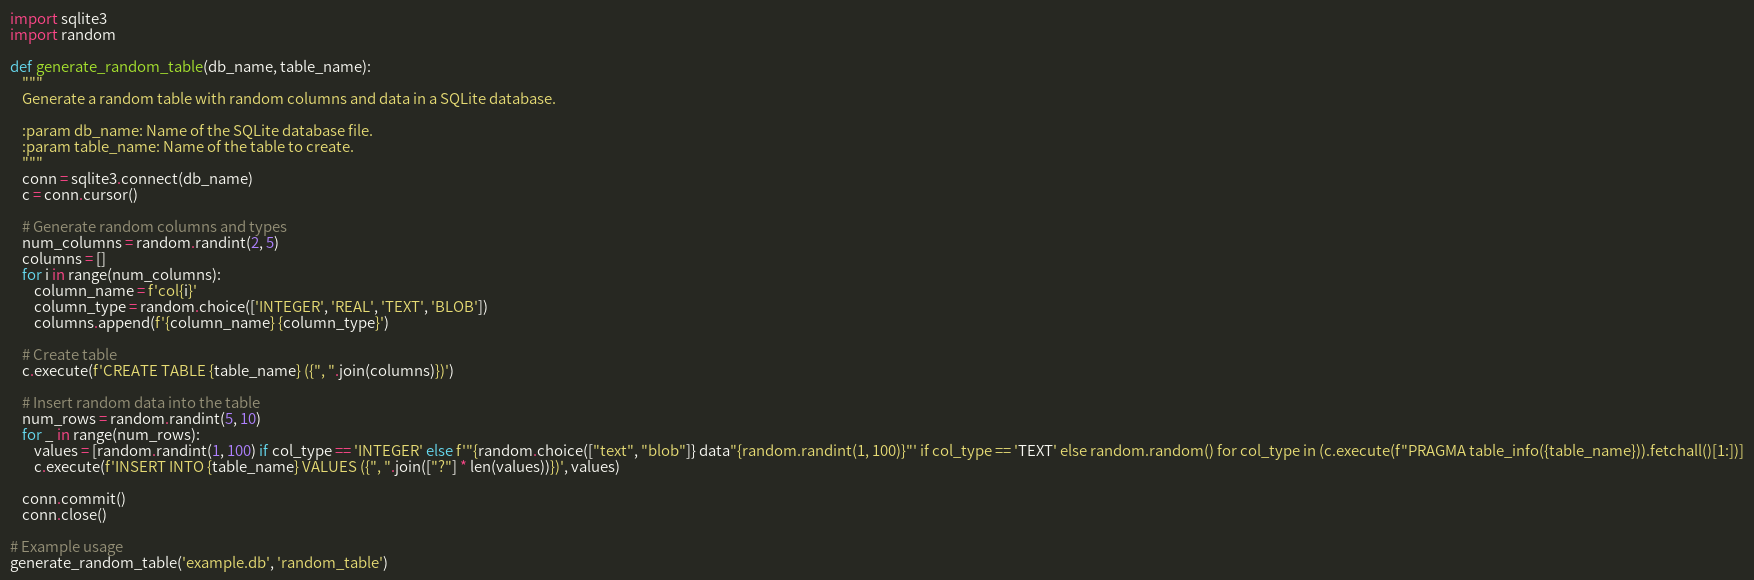 import sqlite3
import random
def generate_random_table(db_name, table_name):
"""
Generate a random table with random columns and data in a SQLite database.
:param db_name: Name of the SQLite database file.
:param table_name: Name of the table to create.
"""
conn = sqlite3.connect(db_name)
c = conn.cursor()
# Generate random columns and types
num_columns = random.randint(2, 5)
columns = []
for i in range(num_columns):
column_name = f'col{i}'
column_type = random.choice(['INTEGER', 'REAL', 'TEXT', 'BLOB'])
columns.append(f'{column_name} {column_type}')
# Create table
c.execute(f'CREATE TABLE {table_name} ({", ".join(columns)})')
# Insert random data into the table
num_rows = random.randint(5, 10)
for _ in range(num_rows):
values = [random.randint(1, 100) if col_type == 'INTEGER' else f'"{random.choice(["text", "blob"]} data"{random.randint(1, 100)}"' if col_type == 'TEXT' else random.random() for col_type in (c.execute(f"PRAGMA table_info({table_name})).fetchall()[1:])]
c.execute(f'INSERT INTO {table_name} VALUES ({", ".join(["?"] * len(values))})', values)
conn.commit()
conn.close()
# Example usage
generate_random_table('example.db', 'random_table')